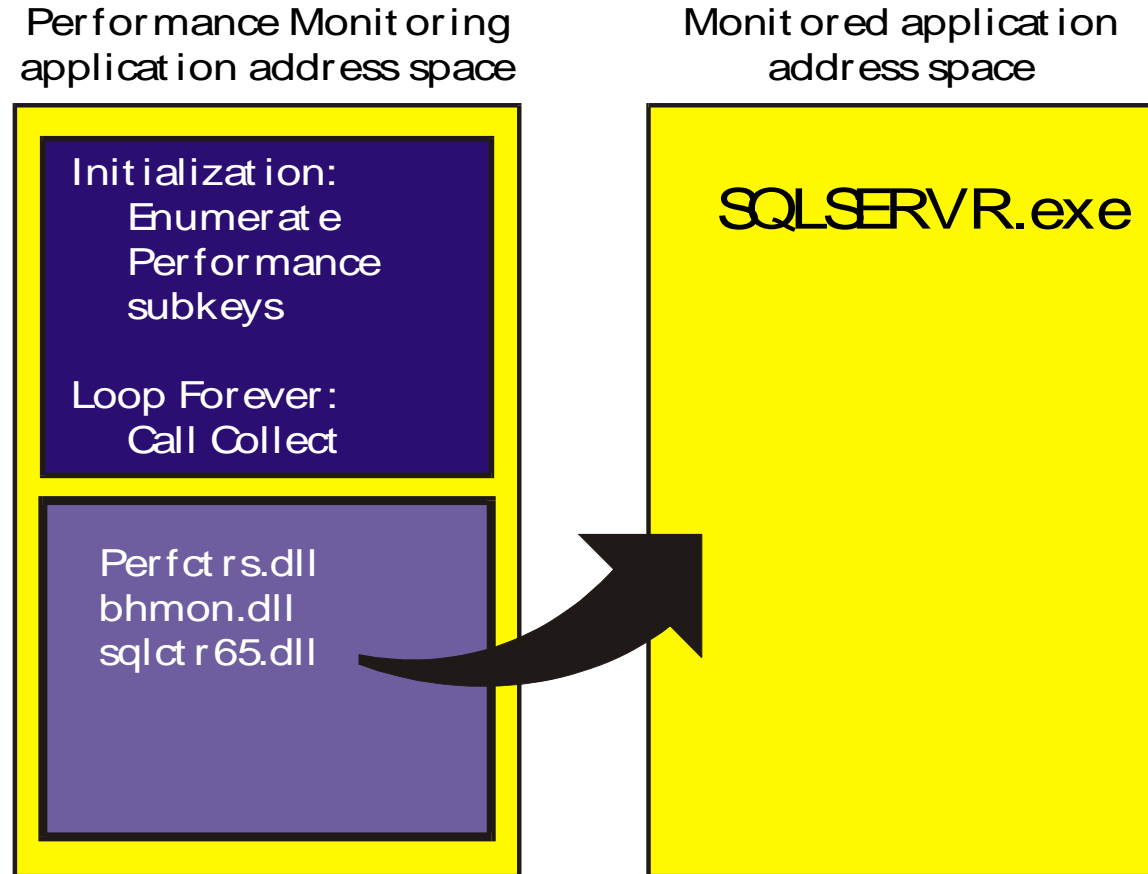 Performance Monitoring
application address space
Initialization:
Enumerate
Performance
subkeys
Loop Forever:
Call Collect
Perfctrs.dll
bhmon.dll
sqlctr65.dll
Monitored application
address space
SQLSERVR.exe